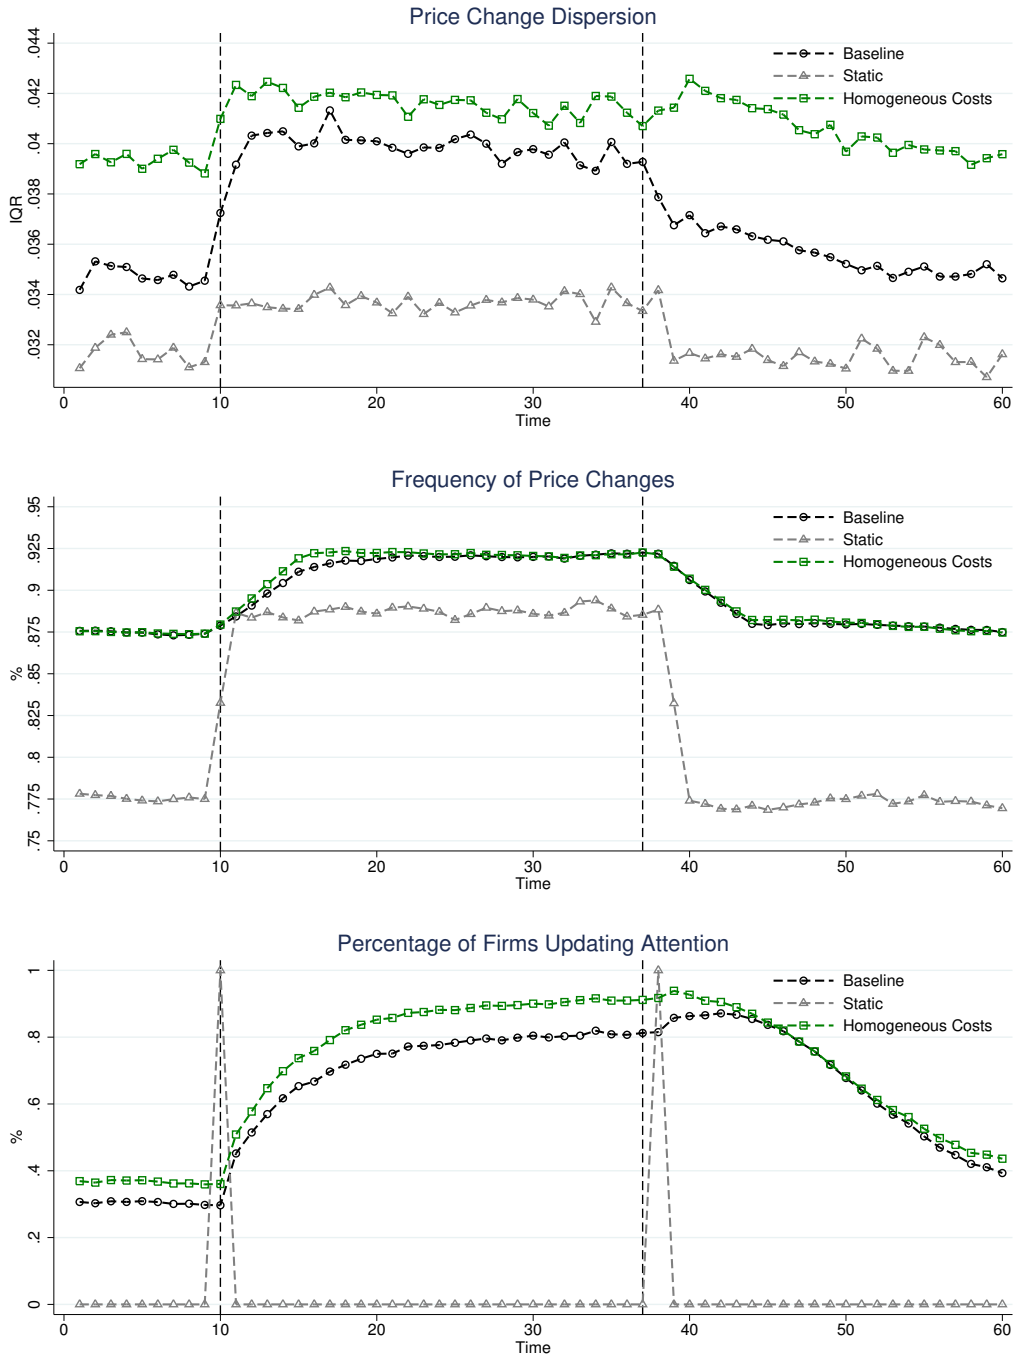 Price Change Dispersion
.044
.042
.04
.038
.036
.034
.032
IQR
Baseline
Static
Homogeneous Costs
0 10 20 30 40 50 60
Time
Frequency of Price Changes
.95
.925
.9
.875
.85
.825
.8
.775
.75
%
Baseline
Static
Homogeneous Costs
0 10 20 30 40 50 60
Time
Percentage of Firms Updating Attention
1
.8
.6
.4
.2
0
%
Baseline
Static
Homogeneous Costs
0 10 20 30 40 50 60
Time